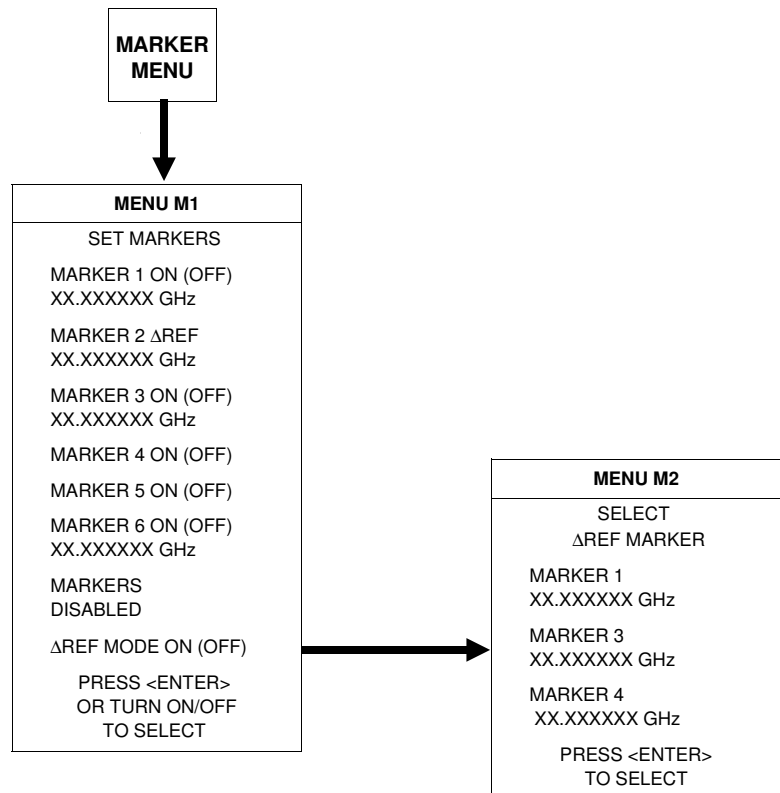 MARKER
MENU
MENU M1
SET MARKERS
MARKER 1 ON (OFF)
XX.XXXXXX GHz
MARKER 2 ∆REF
XX.XXXXXX GHz
MARKER 3 ON (OFF)
XX.XXXXXX GHz
MARKER 4 ON (OFF)
MARKER 5 ON (OFF)
MARKER 6 ON (OFF)
XX.XXXXXX GHz
MARKERS
DISABLED
∆REF MODE ON (OFF)
PRESS <ENTER>
OR TURN ON/OFF
TO SELECT
MENU M2
SELECT
∆REF MARKER
MARKER 1
XX.XXXXXX GHz
MARKER 3
XX.XXXXXX GHz
MARKER 4
XX.XXXXXX GHz
PRESS <ENTER>
TO SELECT